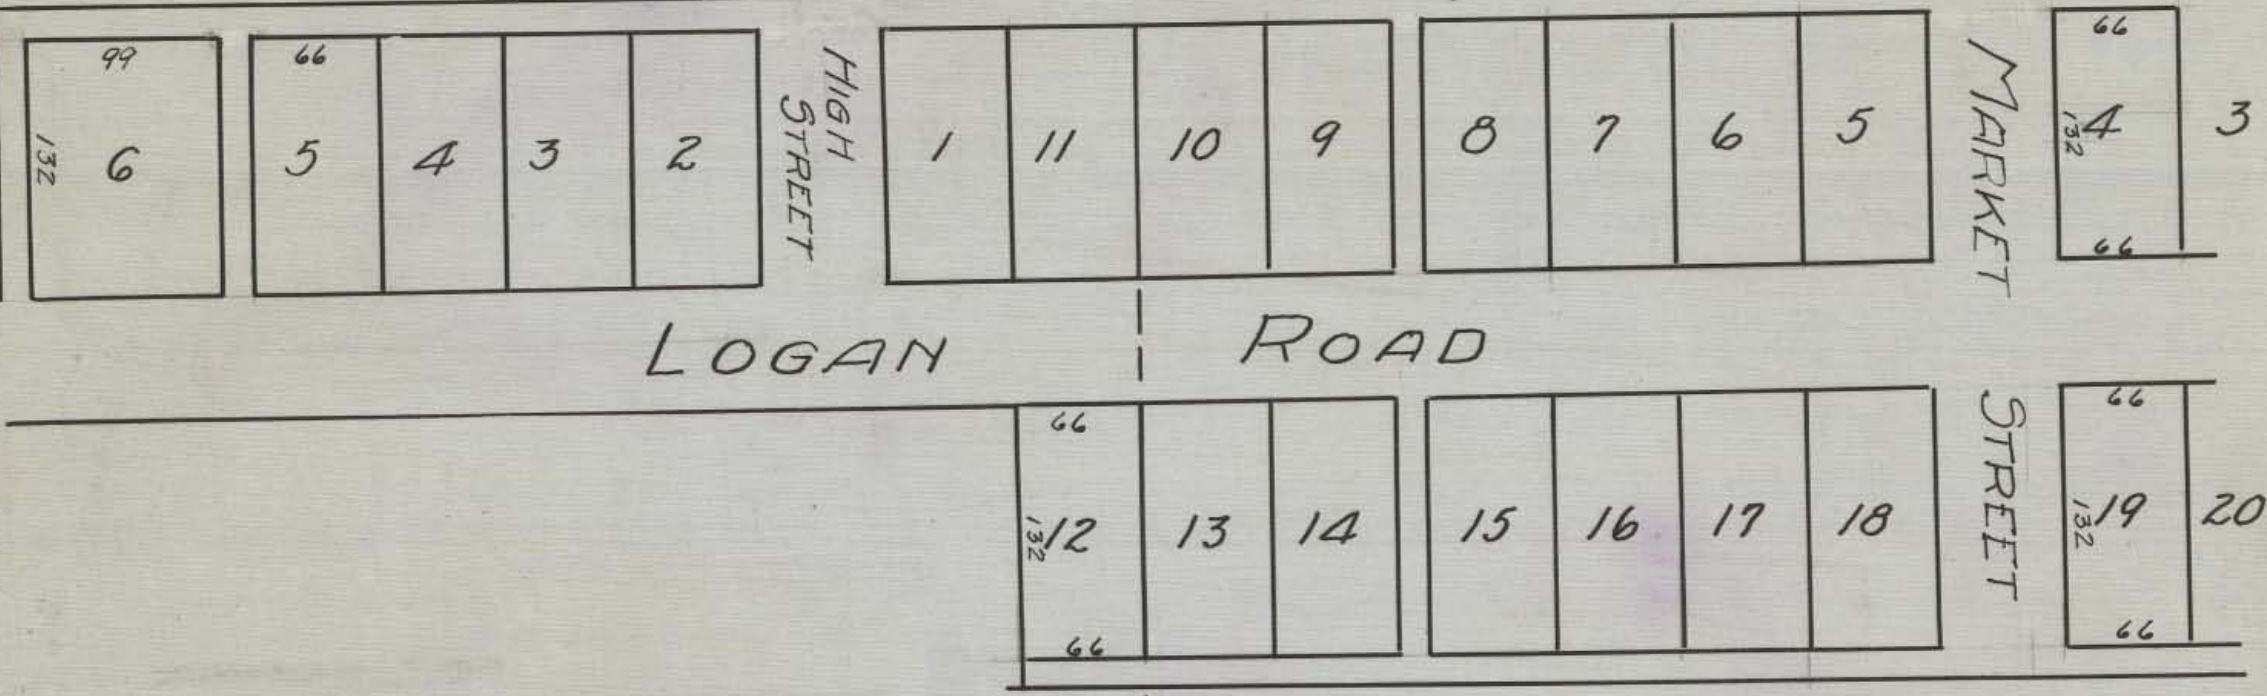 99 66 66
132 6 5 4 3 2 HIGH STREET 1 11 10 9 8 7 6 5 MARKET 132 4 3
66
LOGAN ROAD
66 66
132 12 13 14 15 16 17 18 STREET 132 19 20
66 66